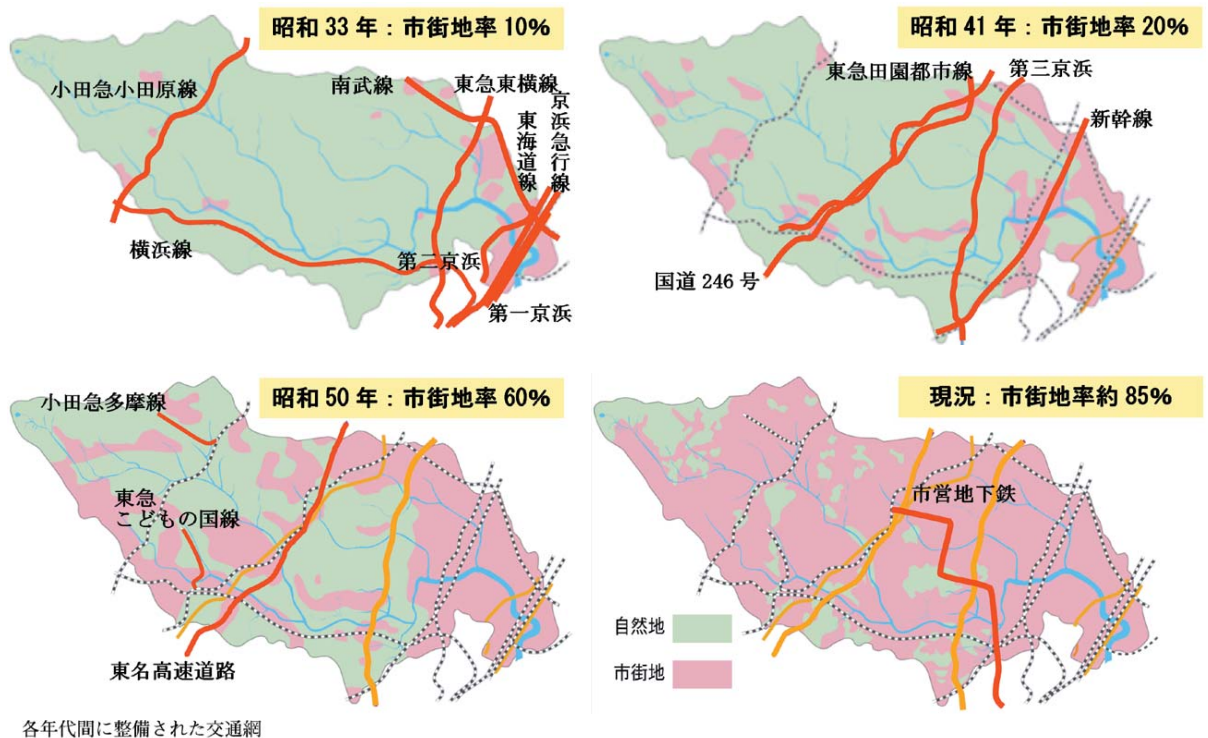 昭和 33 年：市街地率 10%
小田急小田原線
南武線
東急東横線
京浜急行線
東海道線
横浜線
第二京浜
第一京浜
昭和 41 年：市街地率 20%
東急田園都市線
第三京浜
新幹線
国道 246 号
昭和 50 年：市街地率 60%
小田急多摩線
東急
こどもの国線
東名高速道路
現況：市街地率約 85%
市営地下鉄
自然地
市街地
各年代間に整備された交通網